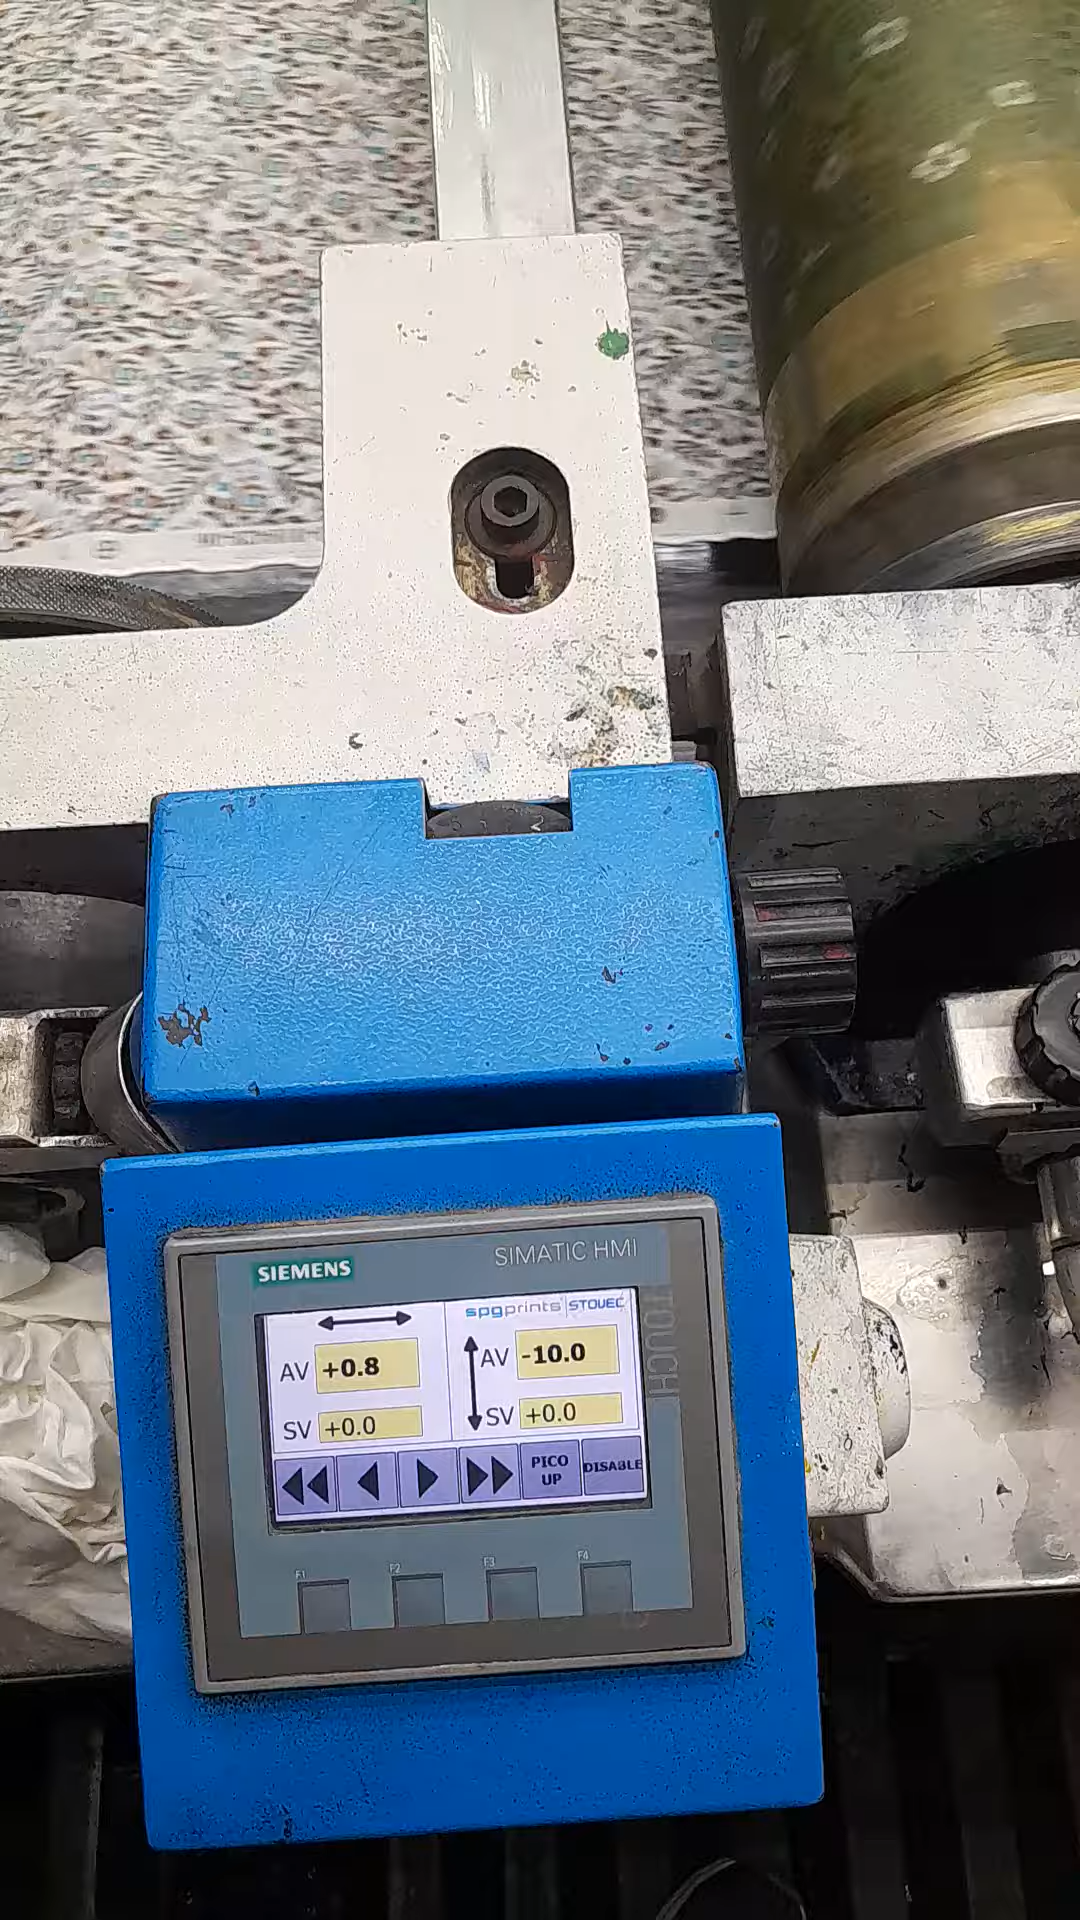 2
SIEMENS
SIMATIC HMI
TOUCH
spgprints STOVEC
AV +0.8
AV -10.0
SV +0.0
SV +0.0
PICO UP
DISABLE
F1 F2 F3 F4